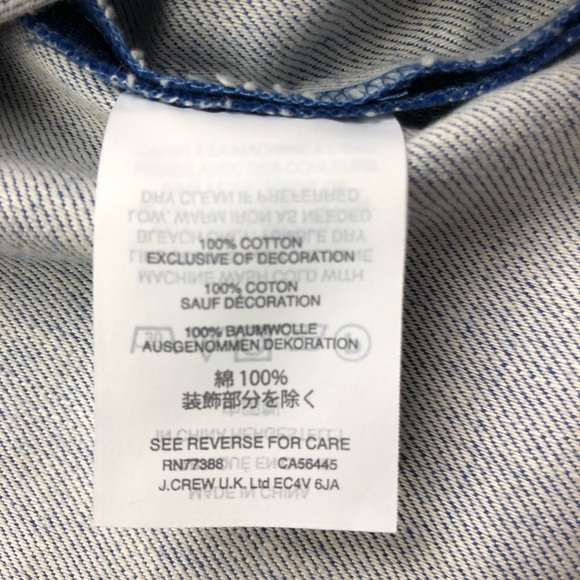 100% COTTON
EXCLUSIVE OF DECORATION
100% COTON
SAUF DÉCORATION
100% BAUMWOLLE
AUSGENOMMEN DEKORATION
綿 100%
装飾部分を除く
SEE REVERSE FOR CARE
RN77388 CA56445
J.CREW U.K. Ltd EC4V 6JA